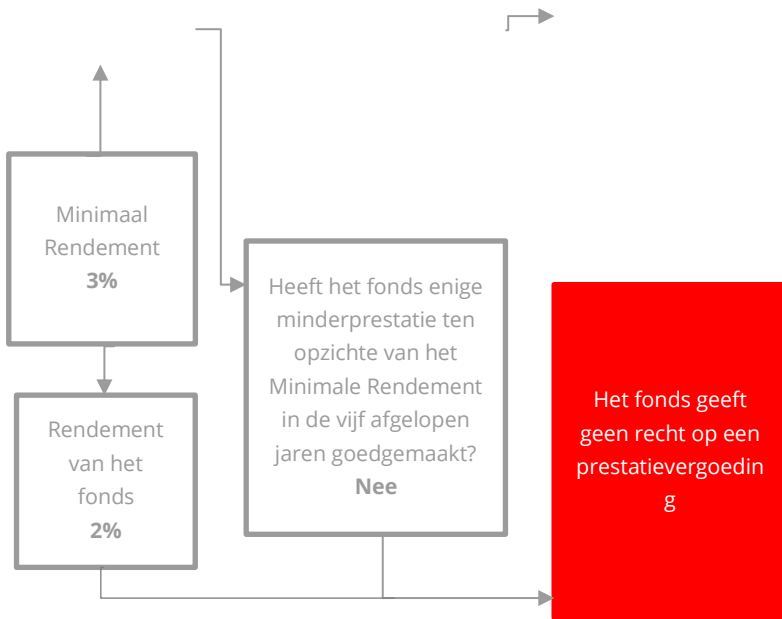 Minimaal
Rendement
3%
Rendement
van het
fonds
2%
Heeft het fonds enige
minderprestatie ten
opzichte van het
Minimale Rendement
in de vijf afgelopen
jaren goedgemaakt?
Nee
Het fonds geeft
geen recht op een
prestatievergoedin
g